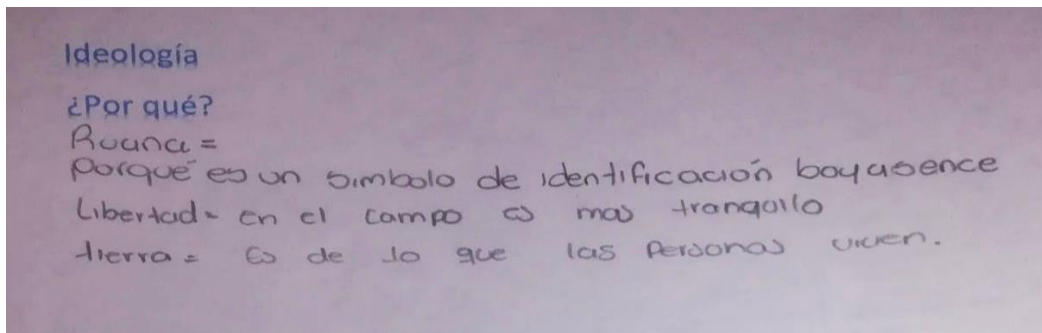 Ideología
¿Por qué?
Ruana =
Porqué es un simbolo de identificación boyasence
Libertad = en el campo es mas tranquilo
tierra = Es de lo que las Personas viven.